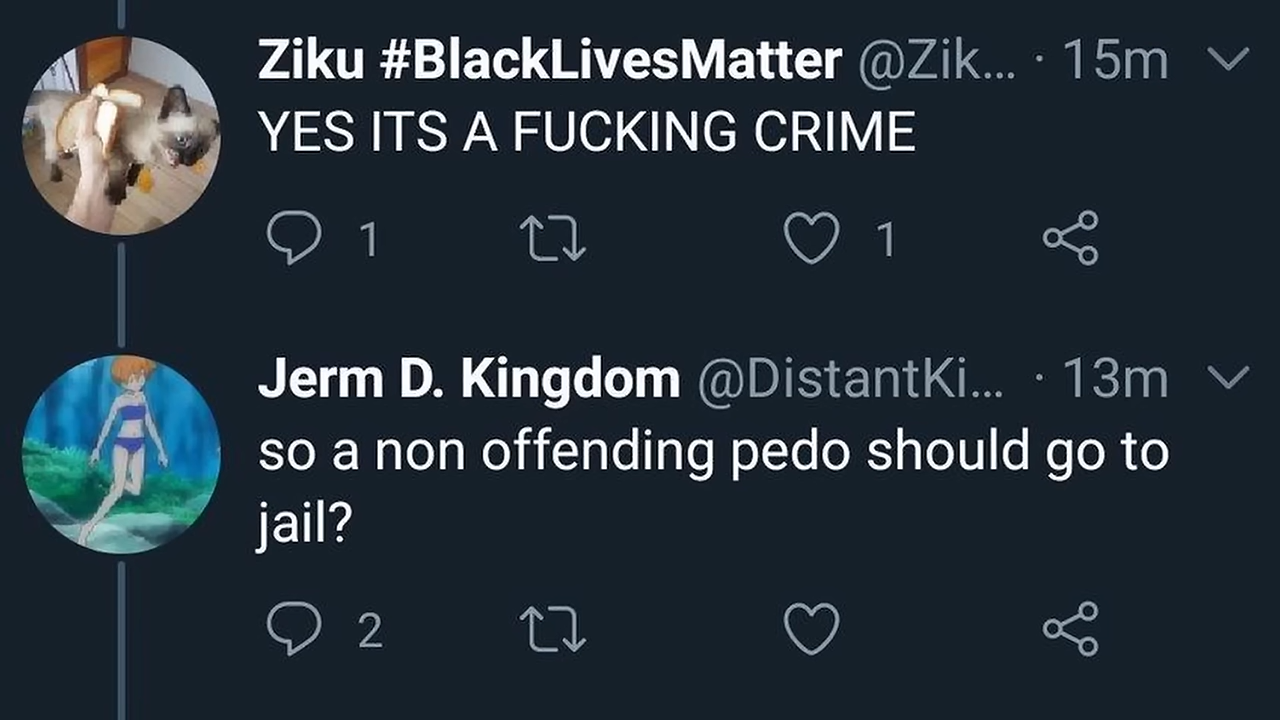 Ziku #BlackLivesMatter @Zik... · 15m
YES ITS A FUCKING CRIME
1 1
Jerm D. Kingdom @DistantKi... · 13m
so a non offending pedo should go to
jail?
2